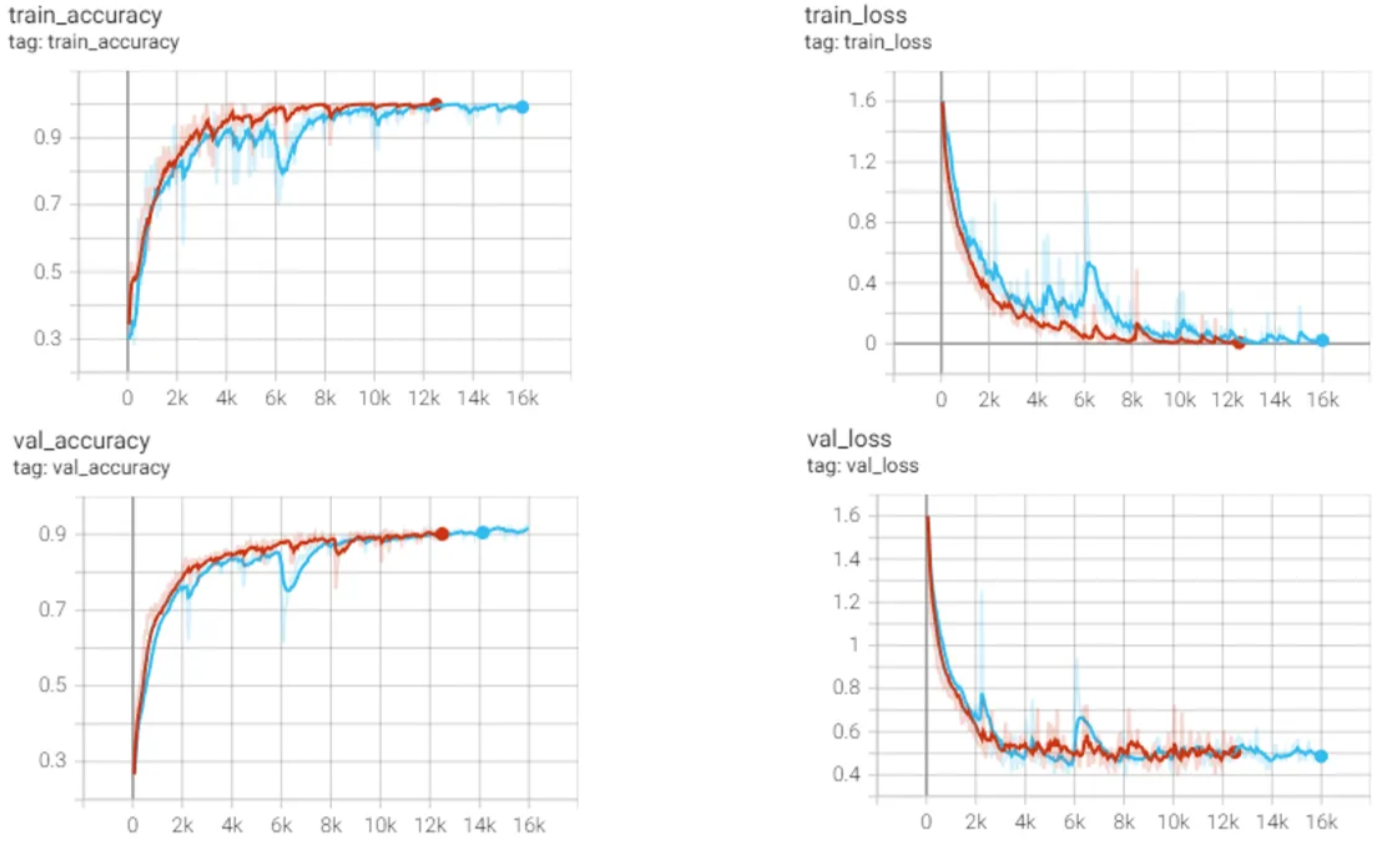 train_accuracy
tag: train_accuracy
0.9
0.7
0.5
0.3
0 2k 4k 6k 8k 10k 12k 14k 16k
train_loss
tag: train_loss
1.6
1.2
0.8
0.4
0
0 2k 4k 6k 8k 10k 12k 14k 16k
val_accuracy
tag: val_accuracy
0.9
0.7
0.5
0.3
0 2k 4k 6k 8k 10k 12k 14k 16k
val_loss
tag: val_loss
1.6
1.4
1.2
1
0.8
0.6
0.4
0 2k 4k 6k 8k 10k 12k 14k 16k